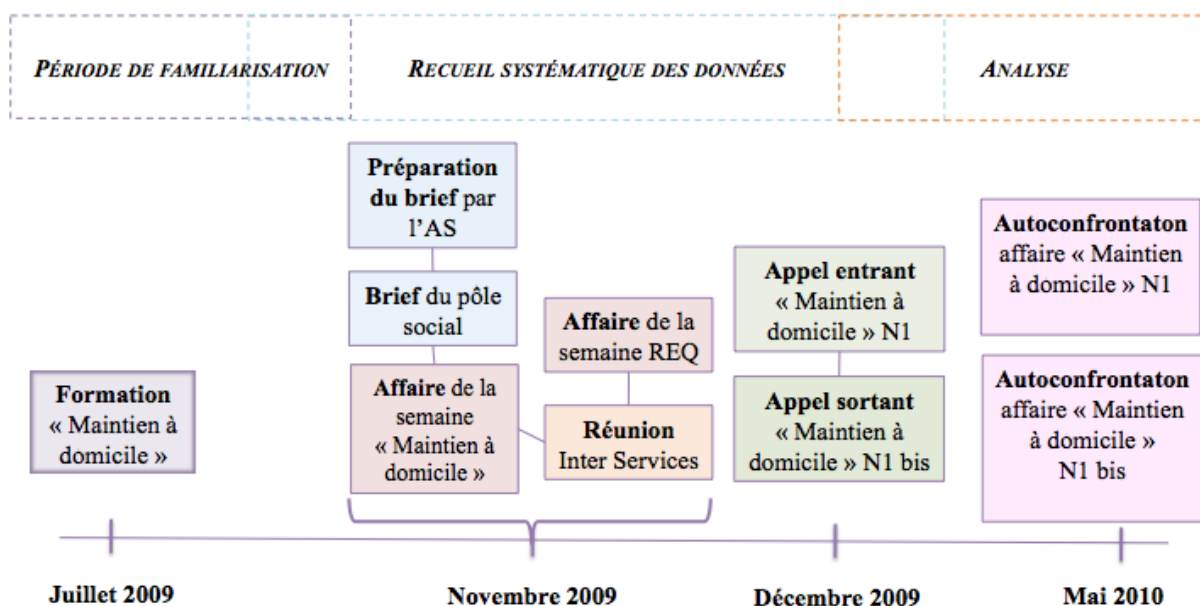 PÉRIODE DE FAMILIARISATION
RECUEIL SYSTÉMATIQUE DES DONNÉES
ANALYSE
Formation
« Maintien à
domicile »
Préparation
du brief par
l'AS
Brief du pôle
social
Affaire de la
semaine
« Maintien à
domicile »
Affaire de la
semaine REQ
Réunion
Inter Services
Appel entrant
« Maintien à
domicile » N1
Appel sortant
« Maintien à
domicile » N1 bis
Autoconfrontaton
affaire « Maintien
à domicile » N1
Autoconfrontaton
affaire « Maintien
à domicile »
N1 bis
Juillet 2009
Novembre 2009
Décembre 2009
Mai 2010